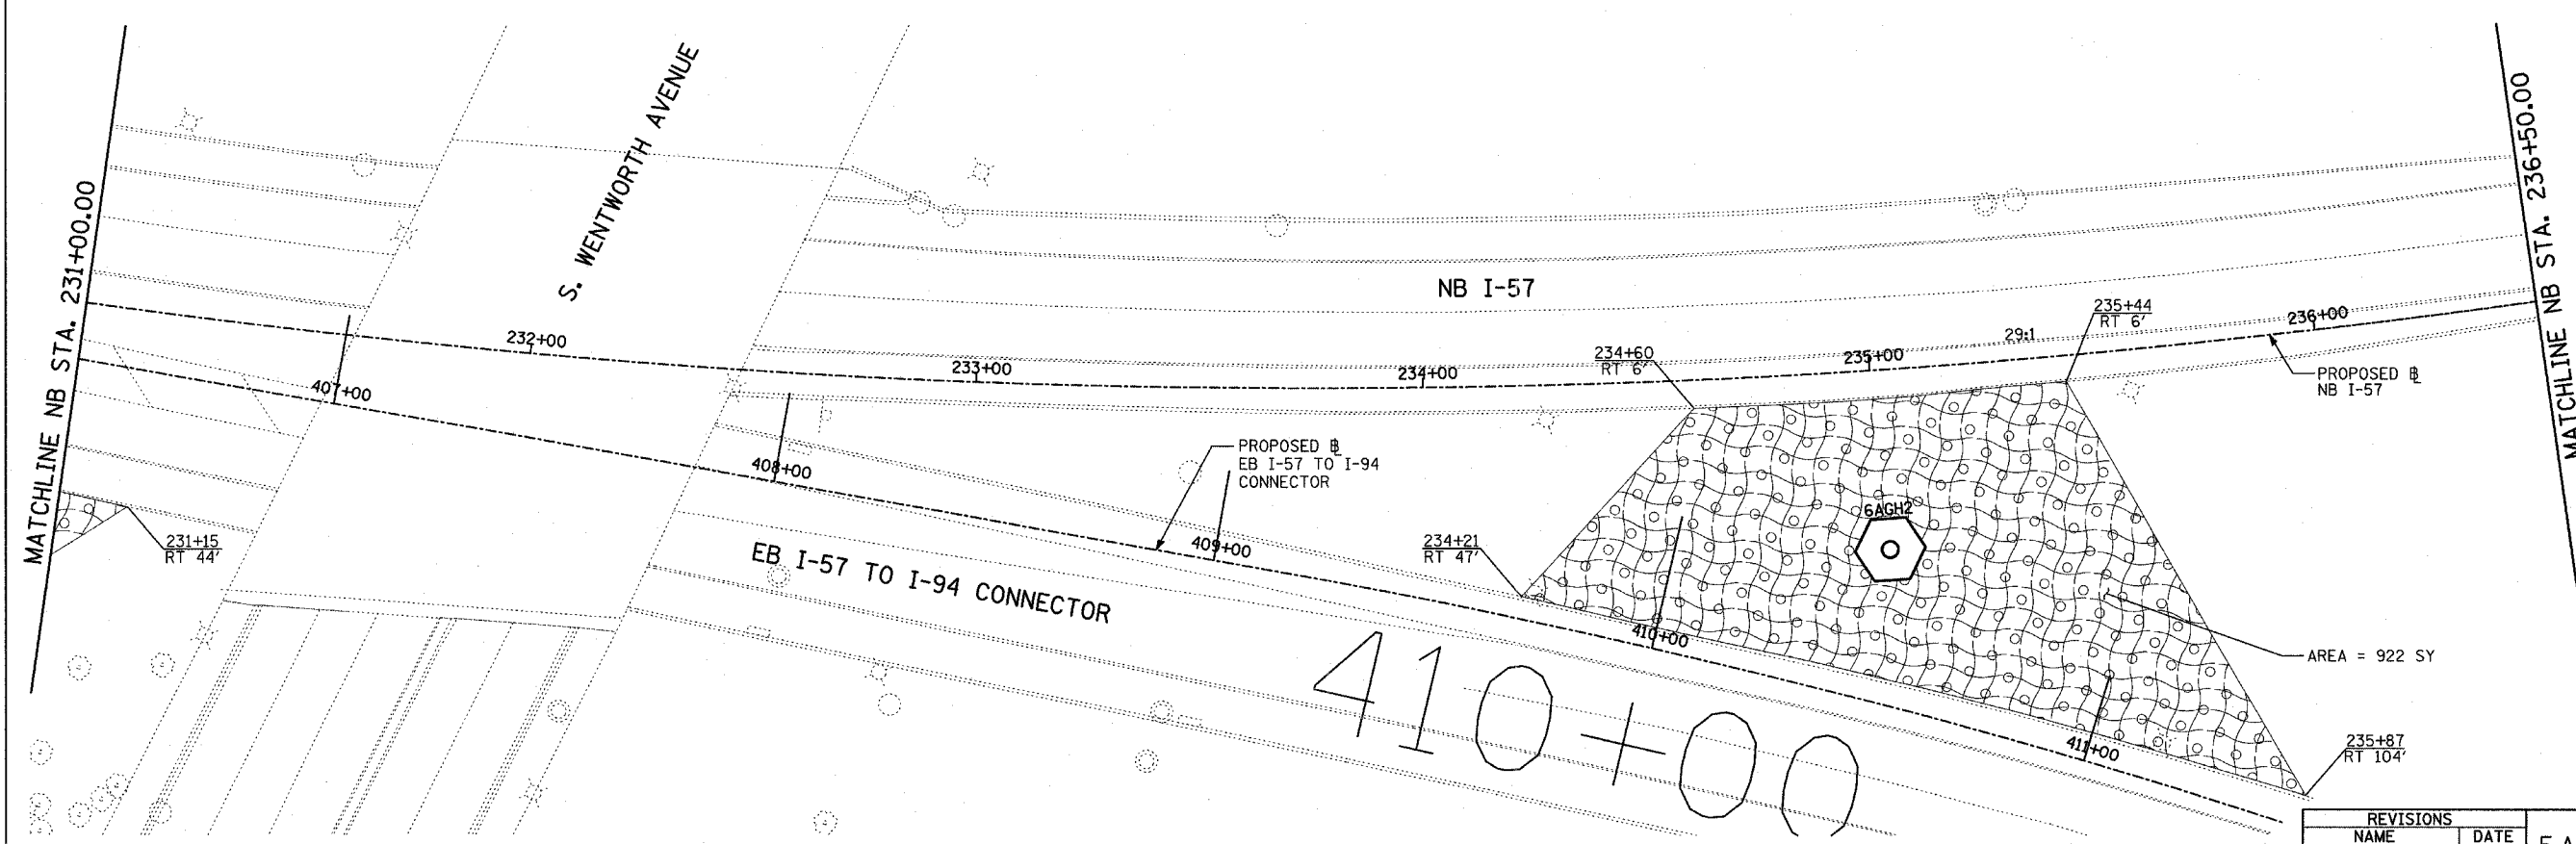 MATCHLINE NB STA. 231+00.00
S. WENTWORTH AVENUE
MATCHLINE NB STA. 236+50.00
NB I-57
232+00
233+00
234+00
235+00
236+00
29:1
234+60
RT 6'
235+44
RT 6'
PROPOSED BL
NB I-57
407+00
408+00
409+00
410+00
411+00
PROPOSED BL
EB I-57 TO I-94
CONNECTOR
231+15
RT 44'
EB I-57 TO I-94 CONNECTOR
234+21
RT 47'
6AGH2
AREA = 922 SY
410+00
235+87
RT 104'
REVISIONS
NAME
DATE